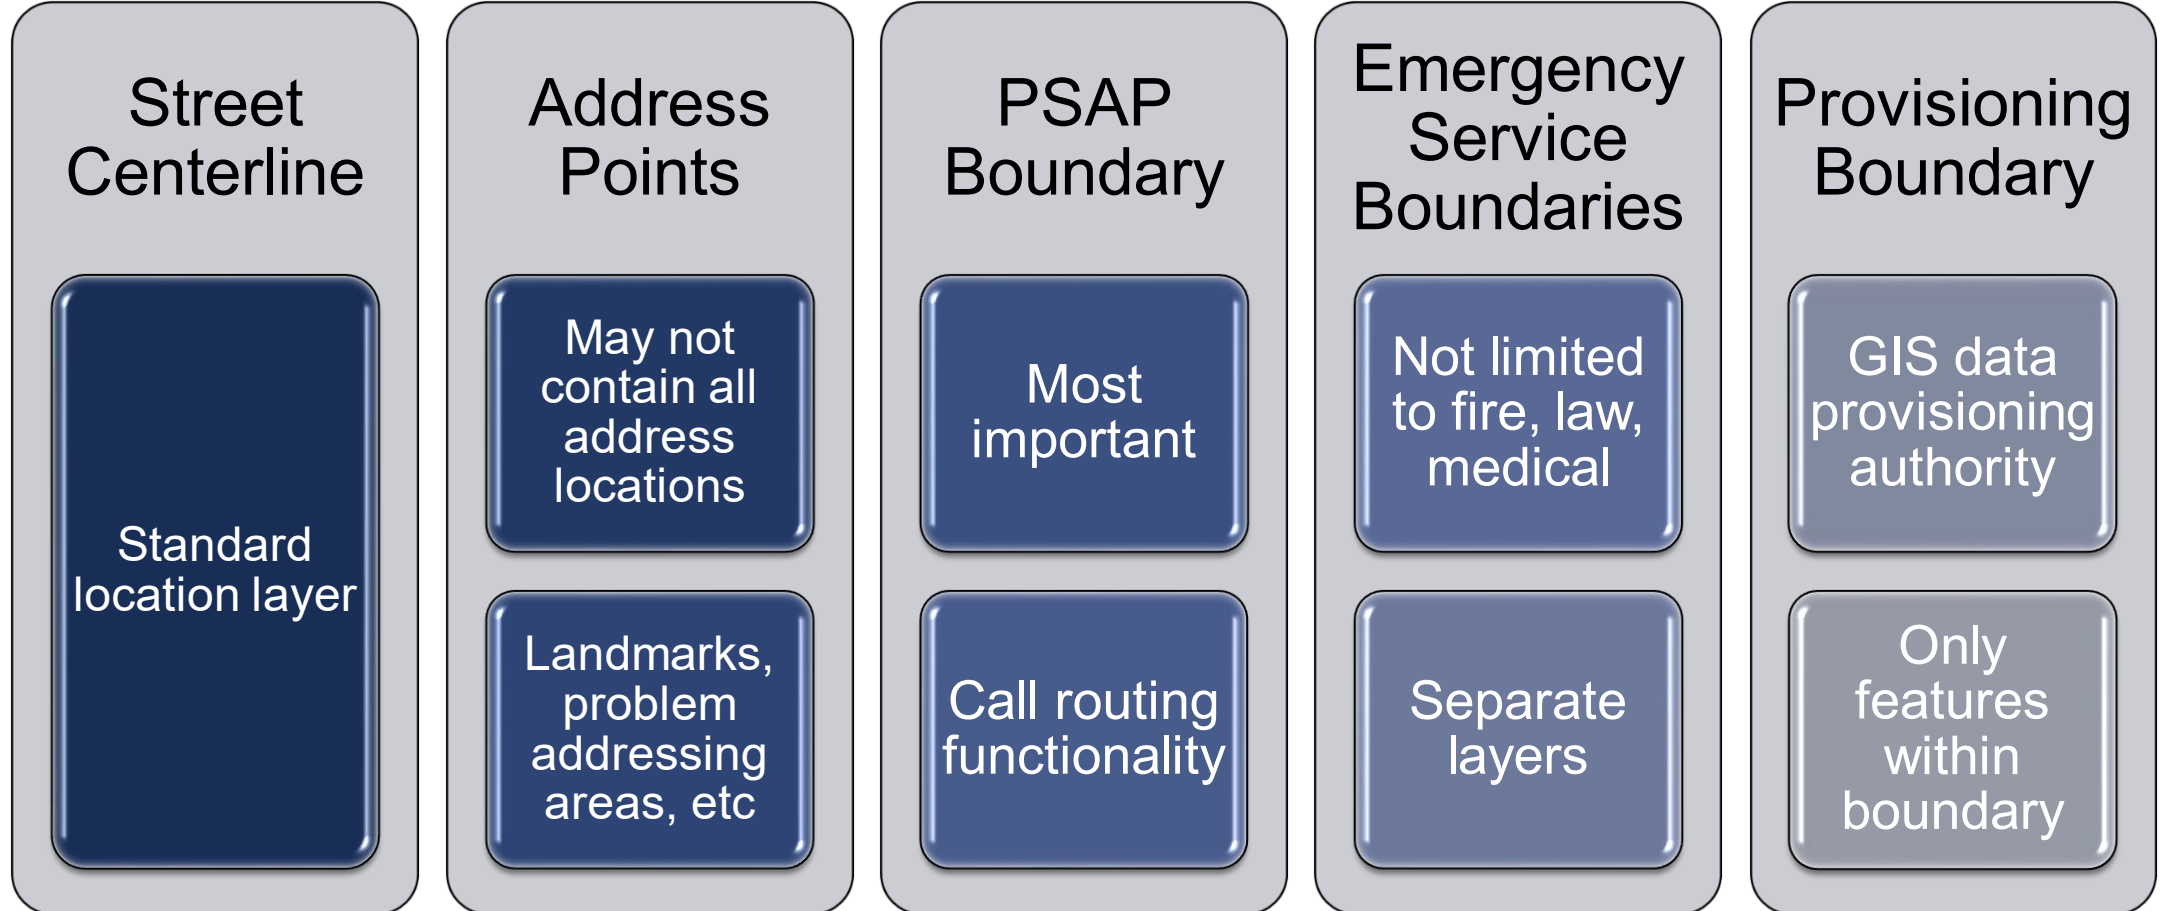 Street
Centerline
Standard
location layer
Address
Points
May not
contain all
address
locations
Landmarks,
problem
addressing
areas, etc
PSAP
Boundary
Most
important
Call routing
functionality
Emergency
Service
Boundaries
Not limited
to fire, law,
medical
Separate
layers
Provisioning
Boundary
GIS data
provisioning
authority
Only
features
within
boundary